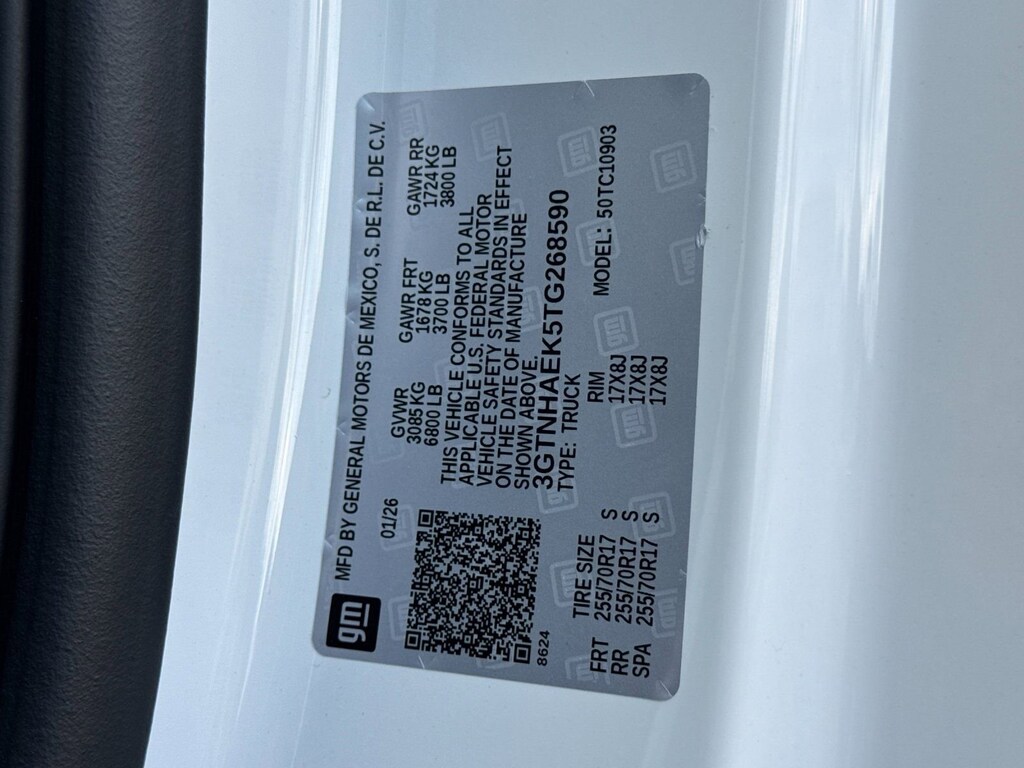 gm
MFD BY GENERAL MOTORS DE MEXICO, S. DE R.L. DE C.V.
01/26
GVWR GAWR FRT GAWR RR
3085 KG 1678 KG 1724 KG
6800 LB 3700 LB 3800 LB
THIS VEHICLE CONFORMS TO ALL
APPLICABLE U.S. FEDERAL MOTOR
VEHICLE SAFETY STANDARDS IN EFFECT
ON THE DATE OF MANUFACTURE
SHOWN ABOVE.
3GTNHAEK5TG268590
TYPE: TRUCK
MODEL: 50TC10903
8624
TIRE SIZE RIM
FRT 255/70R17 S 17X8J
RR 255/70R17 S 17X8J
SPA 255/70R17 S 17X8J